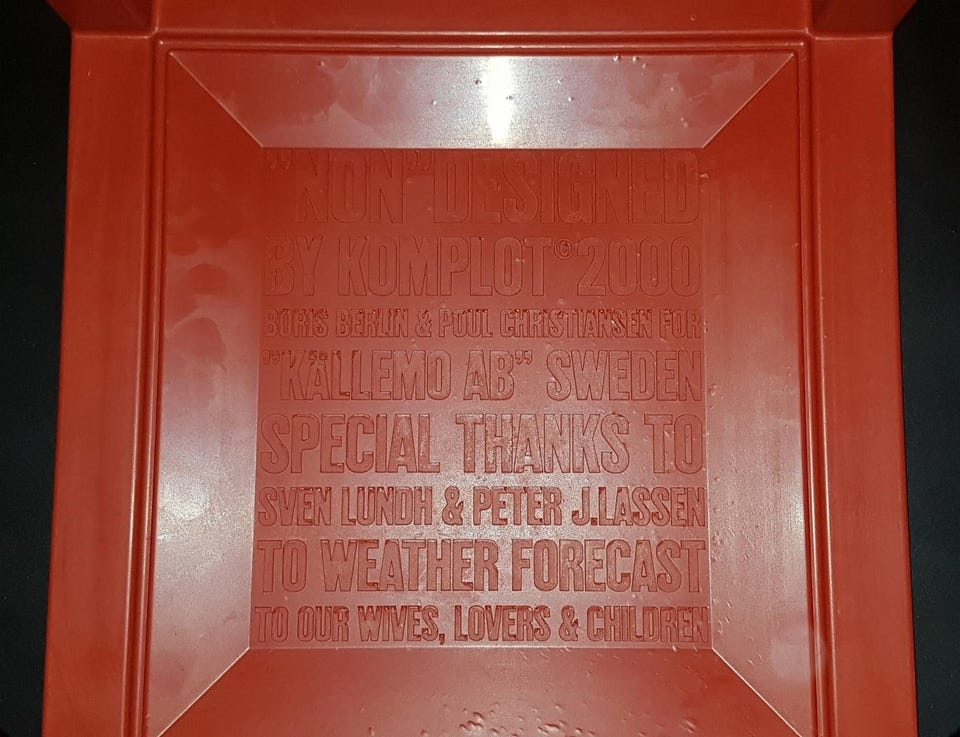 "NON" DESIGNED
BY KOMPLOT © 2000
BORIS BERLIN & POUL CHRISTIANSEN FOR
"KÄLLEMO AB" SWEDEN
SPECIAL THANKS TO
SVEN LUNDH & PETER J.LASSEN
TO WEATHER FORECAST
TO OUR WIVES, LOVERS & CHILDREN